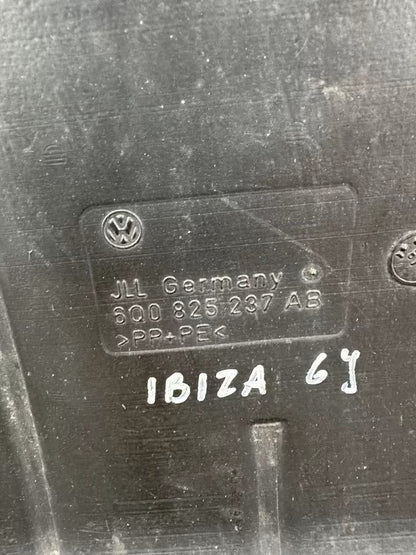 VW
JLL Germany
6Q0 825 237 AB
>PP+PE<
IBIZA 6J